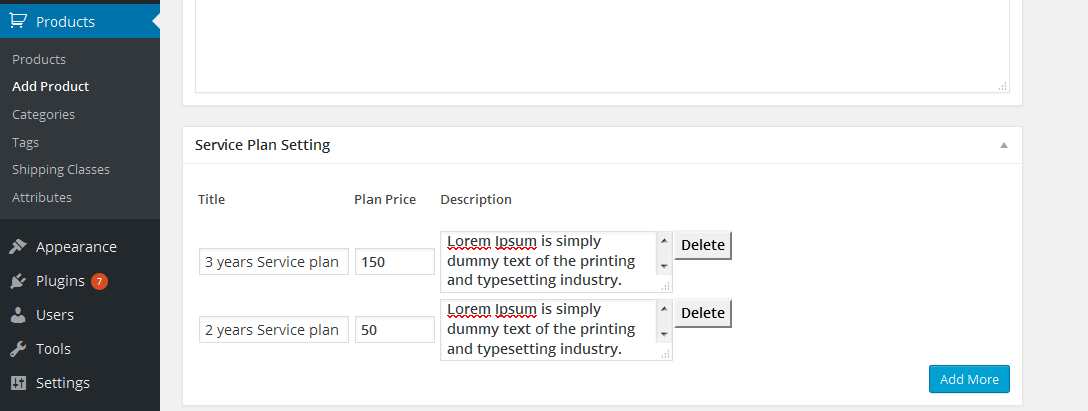 Products
Products
Add Product
Categories
Tags
Shipping Classes
Attributes
Appearance
Plugins 7
Users
Tools
Settings
Service Plan Setting
Title Plan Price Description
3 years Service plan 150
Lorem Ipsum is simply
dummy text of the printing
and typesetting industry.
Delete
2 years Service plan 50
Lorem Ipsum is simply
dummy text of the printing
and typesetting industry.
Delete
Add More